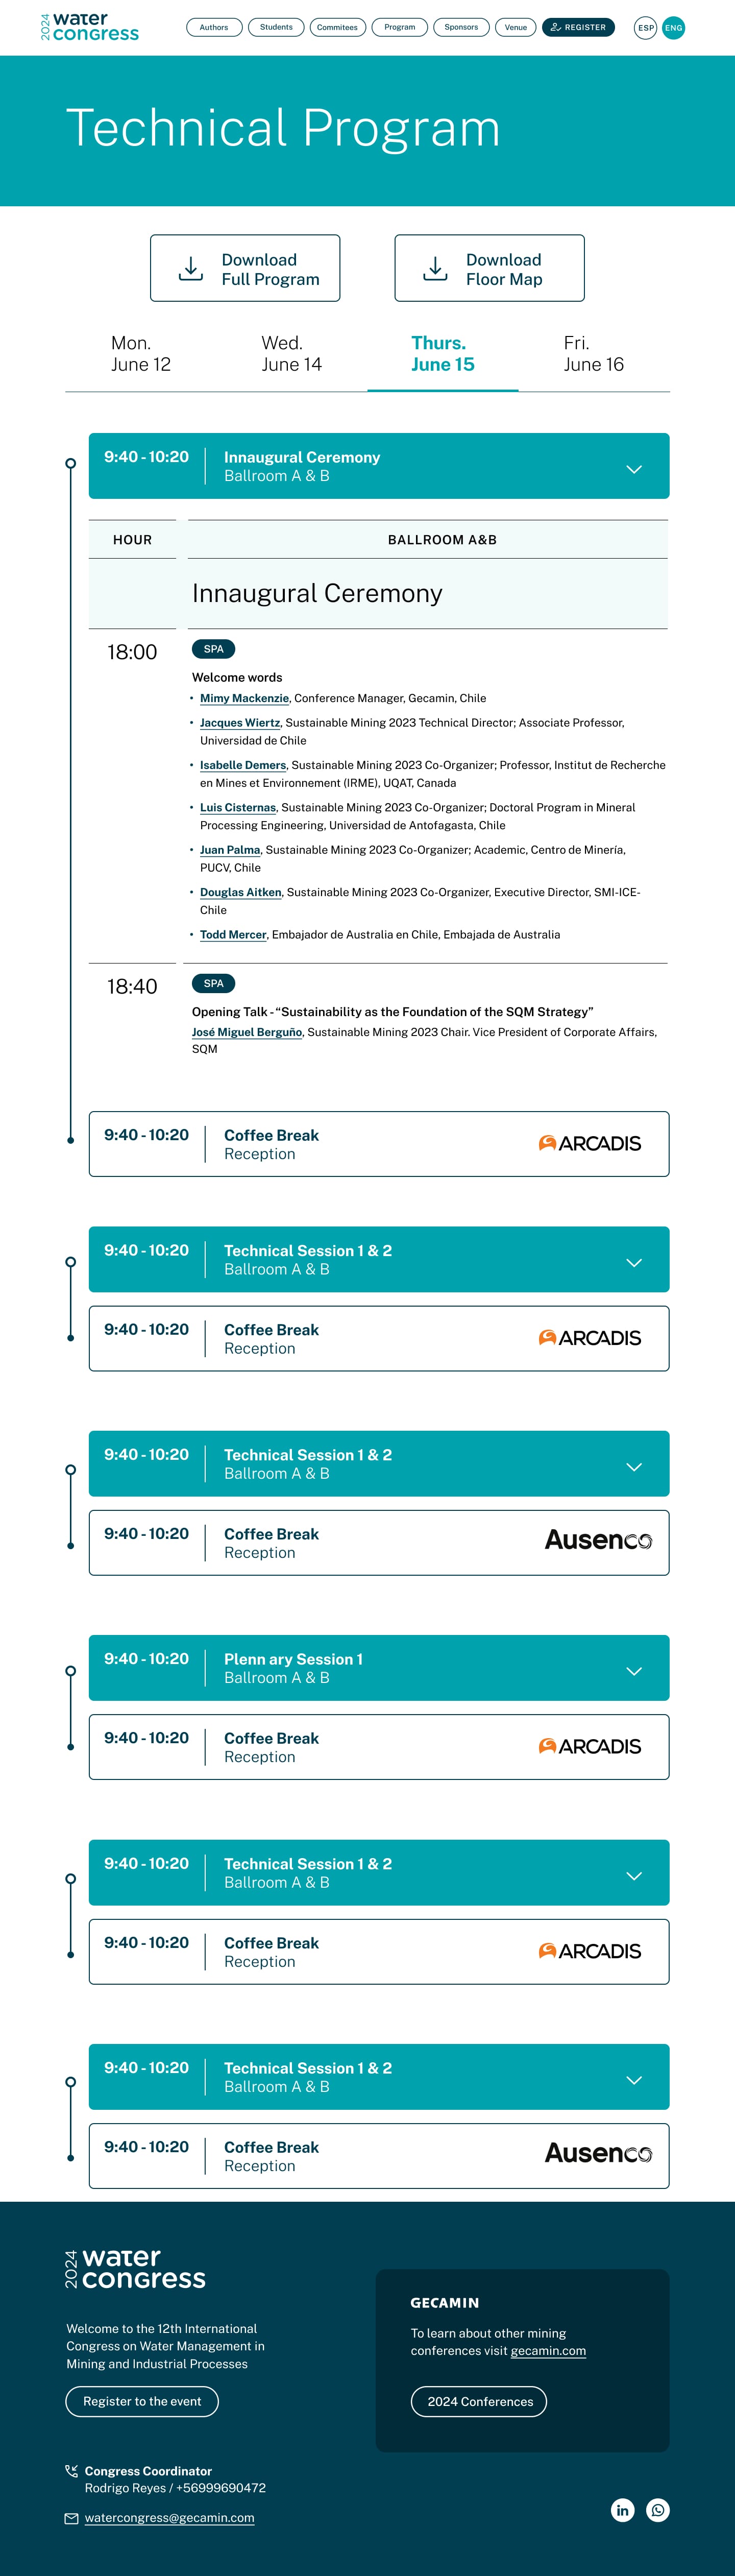 2024
water
congress
Authors
Students
Commitees
Program
Sponsors
Venue
REGISTER
ESP
ENG
Technical Program
Download
Full Program
Download
Floor Map
Mon.
June 12
Wed.
June 14
Thurs.
June 15
Fri.
June 16
9:40 - 10:20
Innaugural Ceremony
Ballroom A & B
HOUR
BALLROOM A&B
Innaugural Ceremony
18:00
SPA
Welcome words
• Mimy Mackenzie, Conference Manager, Gecamin, Chile
• Jacques Wiertz, Sustainable Mining 2023 Technical Director; Associate Professor,
Universidad de Chile
• Isabelle Demers, Sustainable Mining 2023 Co-Organizer; Professor, Institut de Recherche
en Mines et Environnement (IRME), UQAT, Canada
• Luis Cisternas, Sustainable Mining 2023 Co-Organizer; Doctoral Program in Mineral
Processing Engineering, Universidad de Antofagasta, Chile
• Juan Palma, Sustainable Mining 2023 Co-Organizer; Academic, Centro de Minería,
PUCV, Chile
• Douglas Aitken, Sustainable Mining 2023 Co-Organizer, Executive Director, SMI-ICE-
Chile
• Todd Mercer, Embajador de Australia en Chile, Embajada de Australia
18:40
SPA
Opening Talk - “Sustainability as the Foundation of the SQM Strategy”
José Miguel Berguño, Sustainable Mining 2023 Chair. Vice President of Corporate Affairs,
SQM
9:40 - 10:20
Coffee Break
Reception
ARCADIS
9:40 - 10:20
Technical Session 1 & 2
Ballroom A & B
9:40 - 10:20
Coffee Break
Reception
ARCADIS
9:40 - 10:20
Technical Session 1 & 2
Ballroom A & B
9:40 - 10:20
Coffee Break
Reception
Ausenco
9:40 - 10:20
Plenn ary Session 1
Ballroom A & B
9:40 - 10:20
Coffee Break
Reception
ARCADIS
9:40 - 10:20
Technical Session 1 & 2
Ballroom A & B
9:40 - 10:20
Coffee Break
Reception
ARCADIS
9:40 - 10:20
Technical Session 1 & 2
Ballroom A & B
9:40 - 10:20
Coffee Break
Reception
Ausenco
2024
water
congress
Welcome to the 12th International
Congress on Water Management in
Mining and Industrial Processes
Register to the event
GECAMIN
To learn about other mining
conferences visit gecamin.com
2024 Conferences
Congress Coordinator
Rodrigo Reyes / +56999690472
watercongress@gecamin.com
in